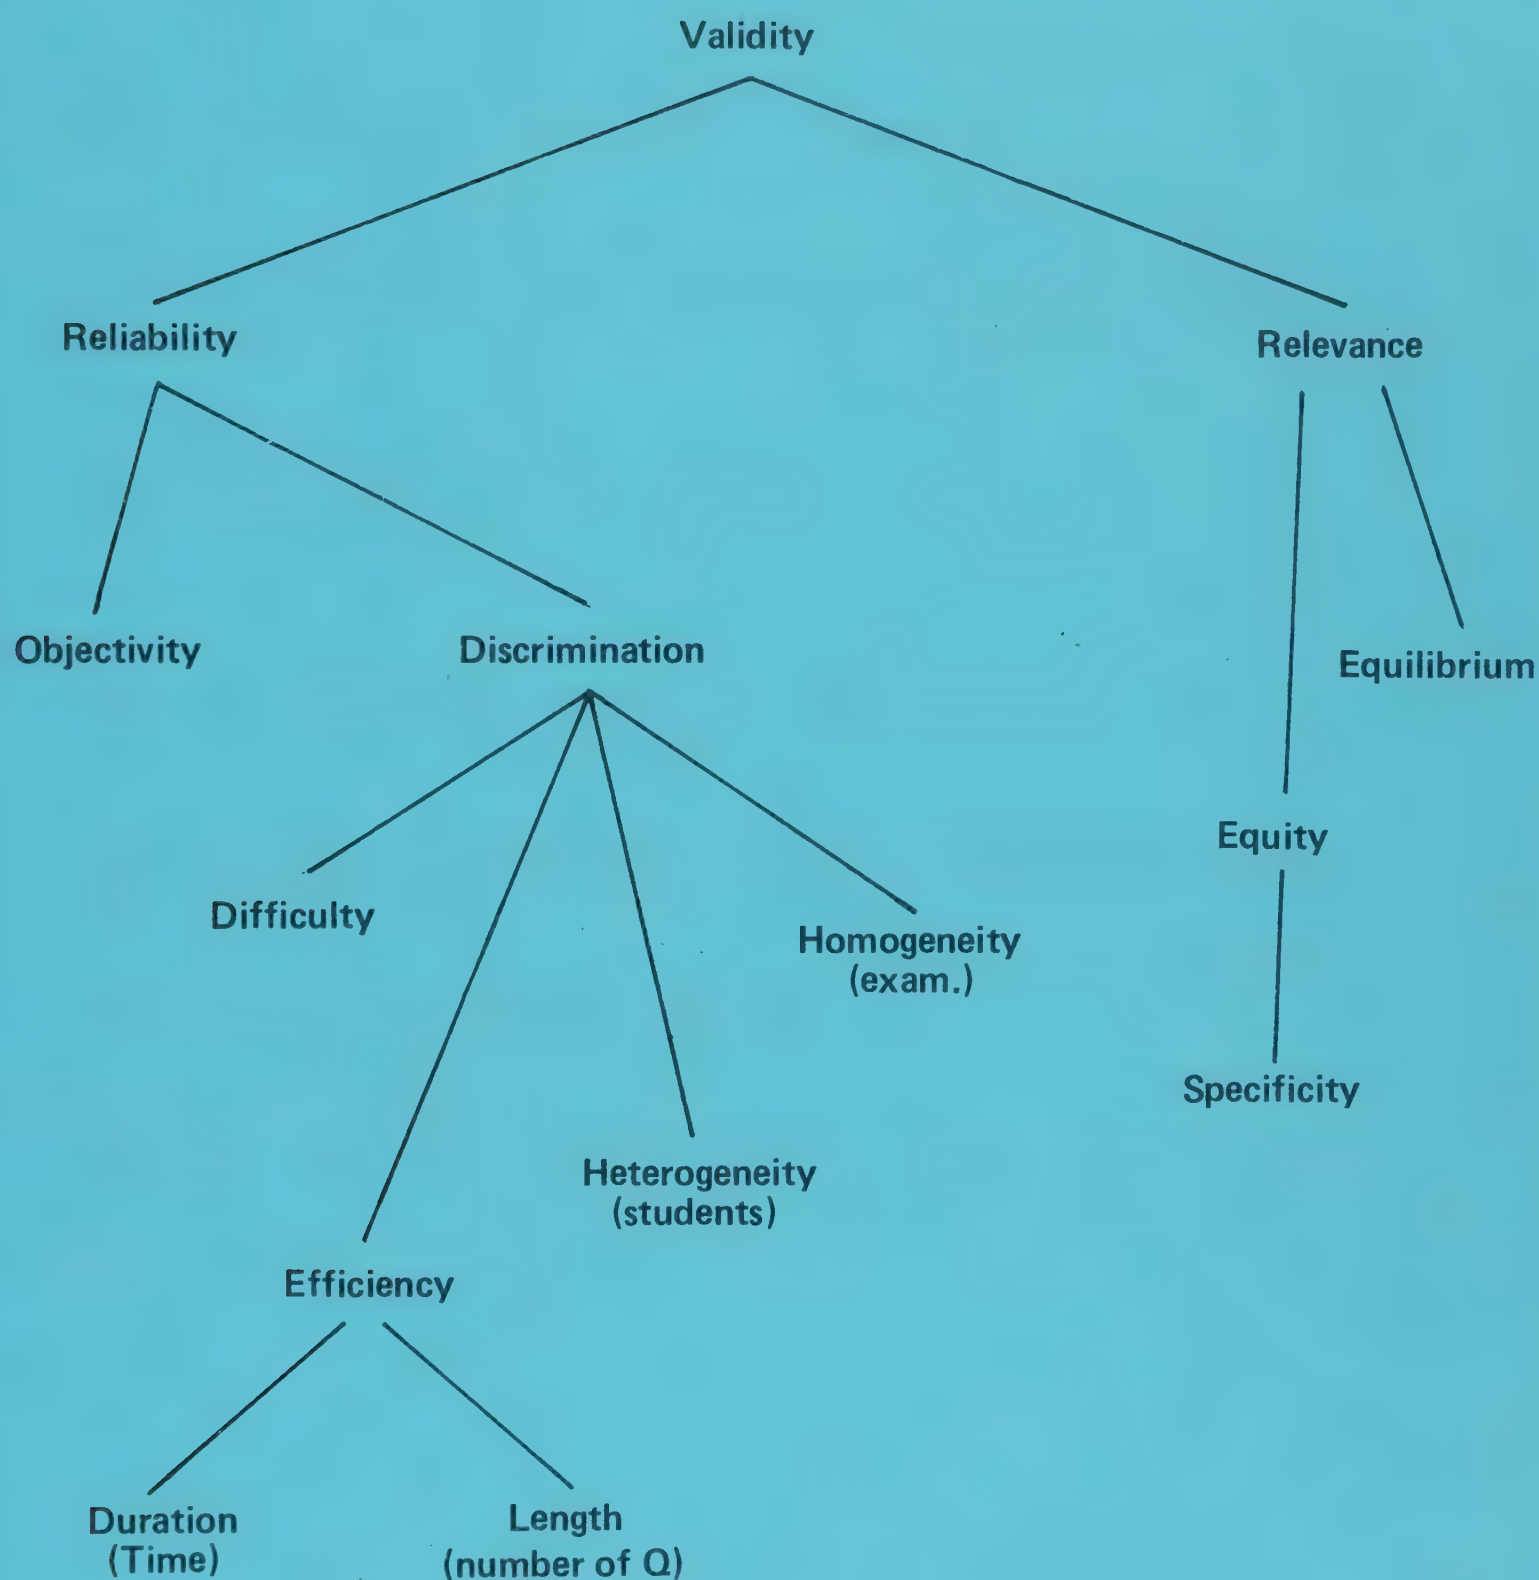 Validity
Reliability
Relevance
Objectivity
Discrimination
Equilibrium
Equity
Difficulty
Homogeneity
(exam.)
Specificity
Heterogeneity
(students)
Efficiency
Duration
(Time)
Length
(number of Q)